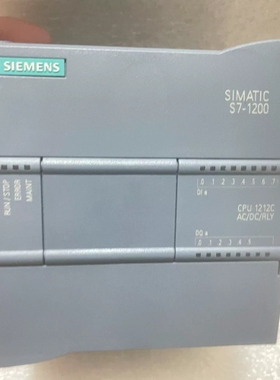 SIEMENS
SIMATIC
S7-1200
RUN / STOP
ERROR
MAINT
0 1 2 3 4 5 6 7
DI a
CPU 1212C
AC/DC/RLY
DQ a
0 1 2 3 4 5